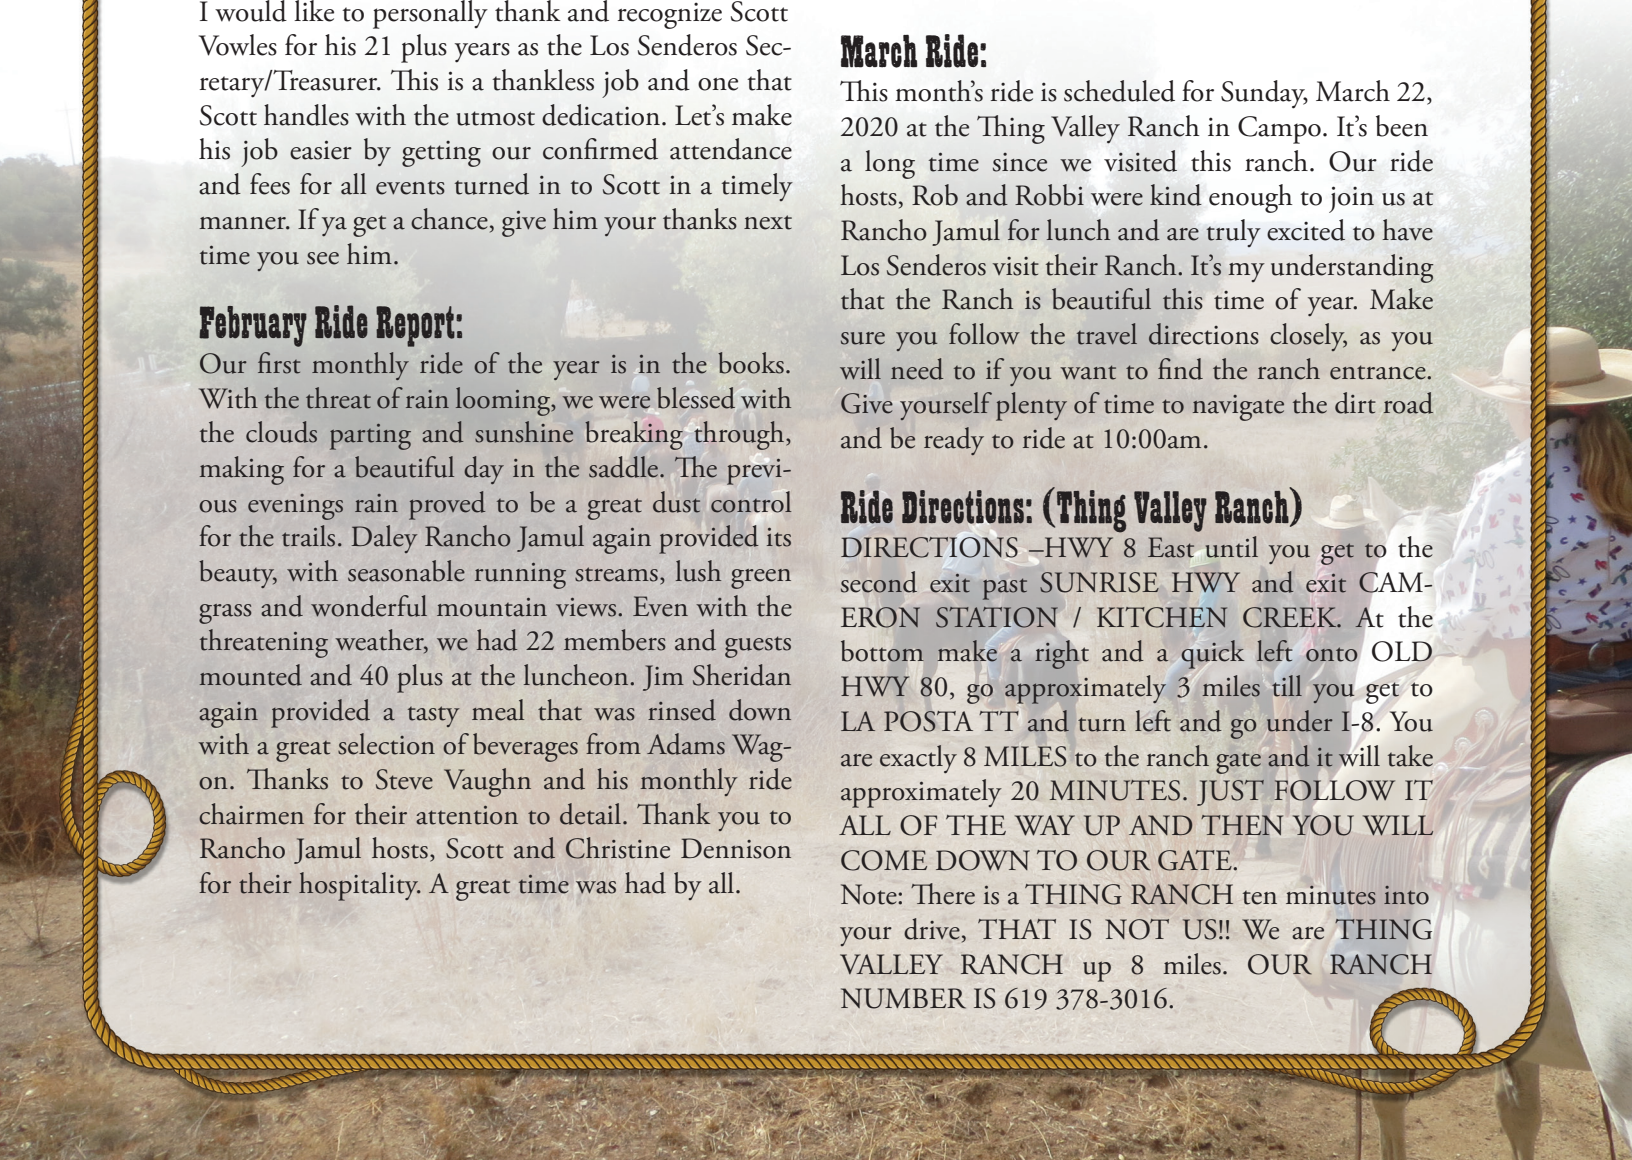 I would like to personally thank and recognize Scott
Vowles for his 21 plus years as the Los Senderos Sec-
retary/Treasurer. This is a thankless job and one that
Scott handles with the utmost dedication. Let's make
his job easier by getting our confirmed attendance
and fees for all events turned in to Scott in a timely
manner. If ya get a chance, give him your thanks next
time you see him.
February Ride Report:
Our first monthly ride of the year is in the books.
With the threat of rain looming, we were blessed with
the clouds parting and sunshine breaking through,
making for a beautiful day in the saddle. The previ-
ous evenings rain proved to be a great dust control
for the trails. Daley Rancho Jamul again provided its
beauty, with seasonable running streams, lush green
grass and wonderful mountain views. Even with the
threatening weather, we had 22 members and guests
mounted and 40 plus at the luncheon. Jim Sheridan
again provided a tasty meal that was rinsed down
with a great selection of beverages from Adams Wag-
on. Thanks to Steve Vaughn and his monthly ride
chairmen for their attention to detail. Thank you to
Rancho Jamul hosts, Scott and Christine Dennison
for their hospitality. A great time was had by all.
March Ride:
This month's ride is scheduled for Sunday, March 22,
2020 at the Thing Valley Ranch in Campo. It's been
a long time since we visited this ranch. Our ride
hosts, Rob and Robbi were kind enough to join us at
Rancho Jamul for lunch and are truly excited to have
Los Senderos visit their Ranch. It's my understanding
that the Ranch is beautiful this time of year. Make
sure you follow the travel directions closely, as you
will need to if you want to find the ranch entrance.
Give yourself plenty of time to navigate the dirt road
and be ready to ride at 10:00am.
Ride Directions: (Thing Valley Ranch)
DIRECTIONS –HWY 8 East until you get to the
second exit past SUNRISE HWY and exit CAM-
ERON STATION / KITCHEN CREEK. At the
bottom make a right and a quick left onto OLD
HWY 80, go approximately 3 miles till you get to
LA POSTA TT and turn left and go under I-8. You
are exactly 8 MILES to the ranch gate and it will take
approximately 20 MINUTES. JUST FOLLOW IT
ALL OF THE WAY UP AND THEN YOU WILL
COME DOWN TO OUR GATE.
Note: There is a THING RANCH ten minutes into
your drive, THAT IS NOT US!! We are THING
VALLEY RANCH up 8 miles. OUR RANCH
NUMBER IS 619 378-3016.